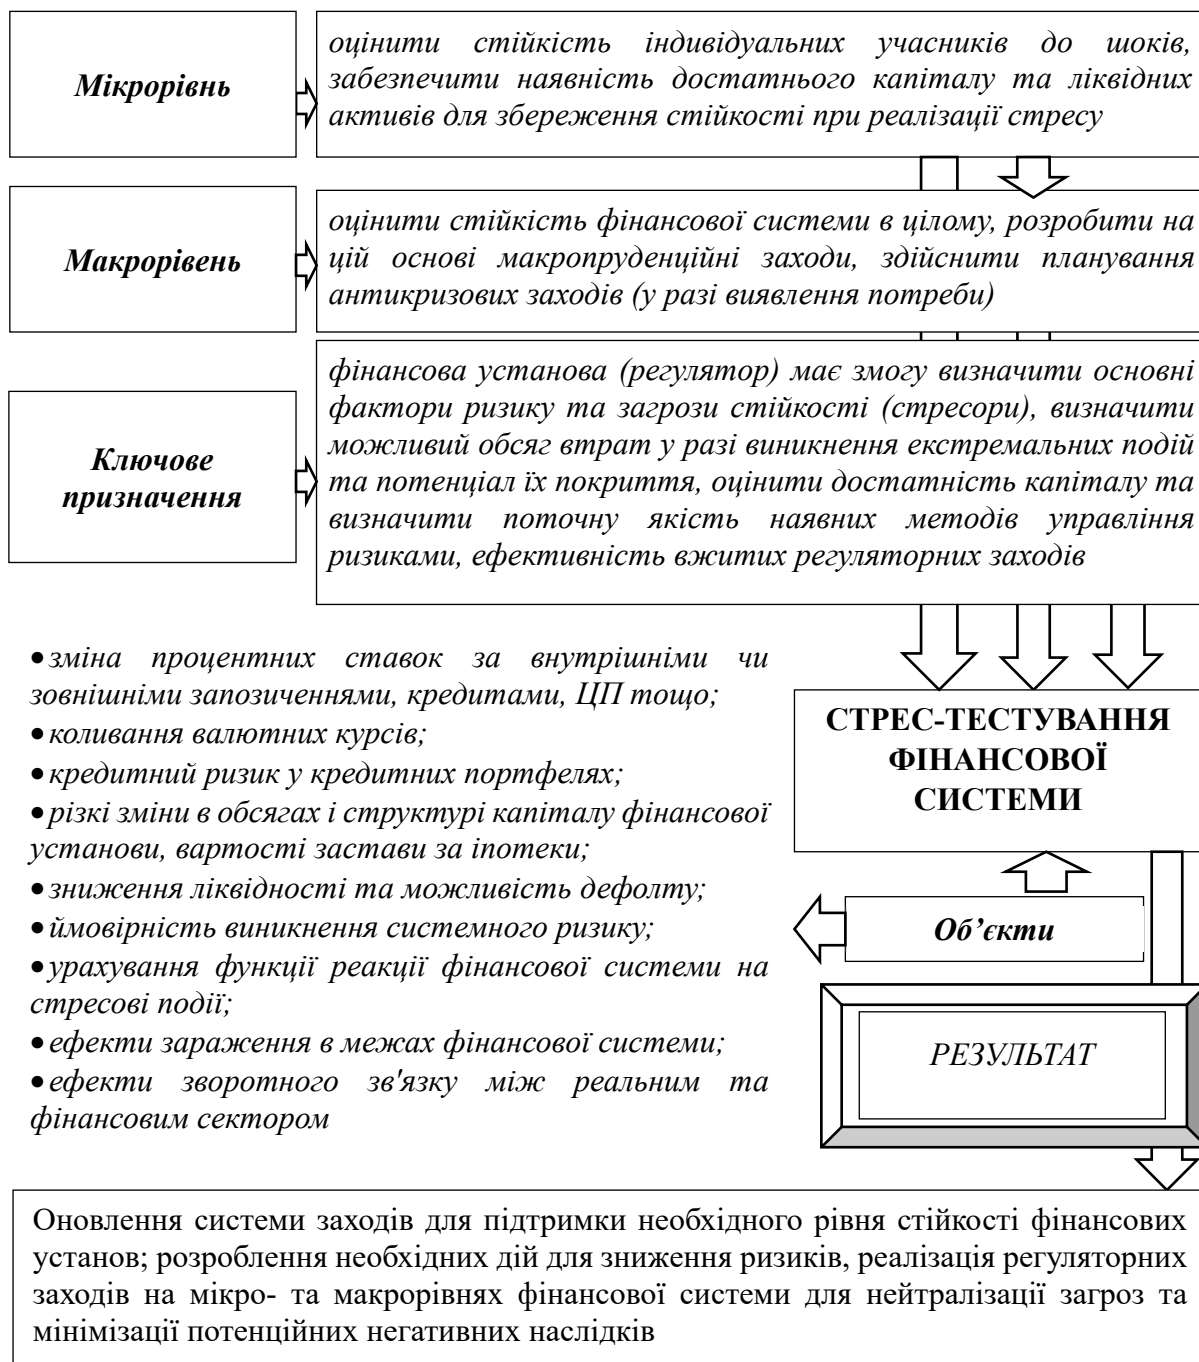 Мікрорівнь
оцінити стійкість індивідуальних учасників до шоків,
забезпечити наявність достатнього капіталу та ліквідних
активів для збереження стійкості при реалізації стресу
Макрорівень
оцінити стійкість фінансової системи в цілому, розробити на
цій основі макропруденційні заходи, здійснити планування
антикризових заходів (у разі виявлення потреби)
Ключове
призначення
фінансова установа (регулятор) має змогу визначити основні
фактори ризику та загрози стійкості (стресори), визначити
можливий обсяг втрат у разі виникнення екстремальних подій
та потенціал їх покриття, оцінити достатність капіталу та
визначити поточну якість наявних методів управління
ризиками, ефективність вжитих регуляторних заходів
• зміна процентних ставок за внутрішніми чи
зовнішніми запозиченнями, кредитами, ЦП тощо;
• коливання валютних курсів;
• кредитний ризик у кредитних портфелях;
• різкі зміни в обсягах і структурі капіталу фінансової
установи, вартості застави за іпотеки;
• зниження ліквідності та можливість дефолту;
• ймовірність виникнення системного ризику;
• урахування функції реакції фінансової системи на
стресові події;
• ефекти зараження в межах фінансової системи;
• ефекти зворотного зв'язку між реальним та
фінансовим сектором
СТРЕС-ТЕСТУВАННЯ
ФІНАНСОВОЇ
СИСТЕМИ
Об’єкти
РЕЗУЛЬТАТ
Оновлення системи заходів для підтримки необхідного рівня стійкості фінансових
установ; розроблення необхідних дій для зниження ризиків, реалізація регуляторних
заходів на мікро- та макрорівнях фінансової системи для нейтралізації загроз та
мінімізації потенційних негативних наслідків